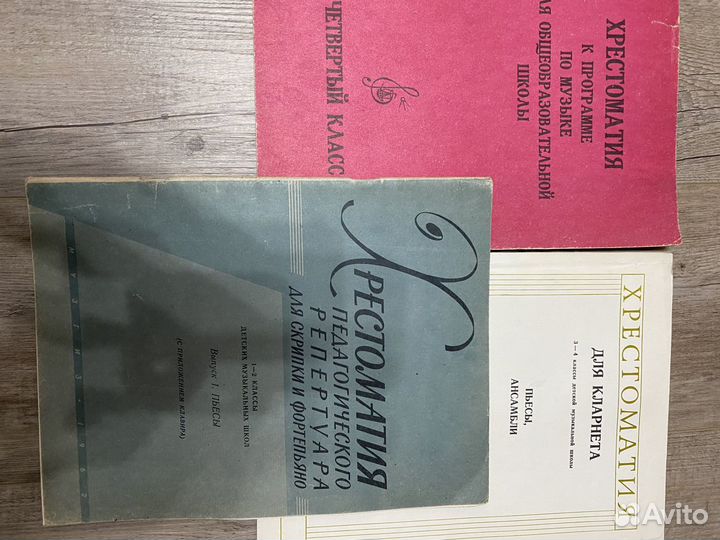 ХРЕСТОМАТИЯ
К ПРОГРАММЕ
ПО МУЗЫКЕ
ДЛЯ ОБЩЕОБРАЗОВАТЕЛЬНОЙ
ШКОЛЫ
ЧЕТВЕРТЫЙ КЛАСС
ХРЕСТОМАТИЯ
ПЕДАГОГИЧЕСКОГО
РЕПЕРТУАРА
ДЛЯ СКРИПКИ И ФОРТЕПЬЯНО
1—2 КЛАССЫ
ДЕТСКИХ МУЗЫКАЛЬНЫХ ШКОЛ
Выпуск 1. ПЬЕСЫ
(С ПРИЛОЖЕНИЕМ КЛАВИРА)
МУЗГИЗ • 1962
ХРЕСТОМАТИЯ
ДЛЯ КЛАРНЕТА
3—4 классы детской музыкальной школы
ПЬЕСЫ,
АНСАМБЛИ
Avito